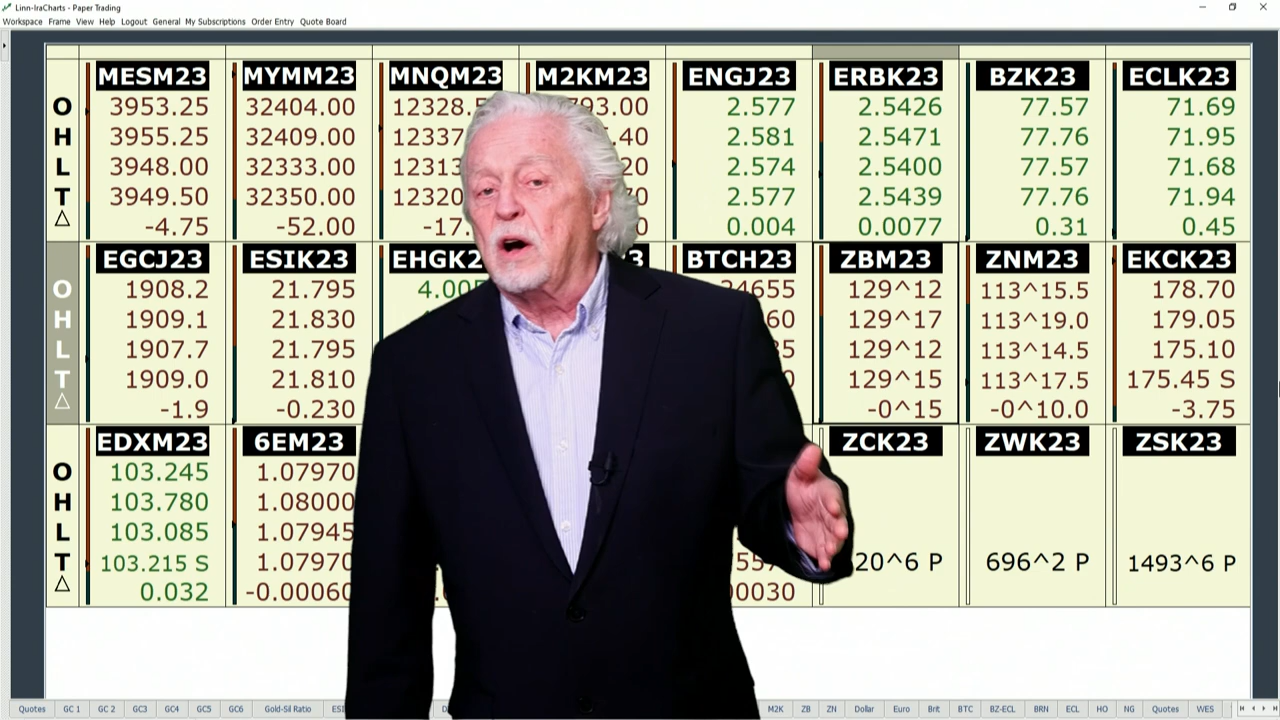 Linn-IraCharts - Paper Trading
Workspace Frame View Help Logout General My Subscriptions Order Entry Quote Board
MESM23 MYMM23 MNQM23 M2KM23 ENGJ23 ERBK23 BZK23 ECLK23
O 3953.25 32404.00 2.577 2.5426 77.57 71.69
H 3955.25 32409.00 2.581 2.5471 77.76 71.95
L 3948.00 32333.00 2.574 2.5400 77.57 71.68
T 3949.50 32350.00 2.577 2.5439 77.76 71.94
△ -4.75 -52.00 0.004 0.0077 0.31 0.45
EGCJ23 ESIK23 BTCH23 ZBM23 ZNM23 EKCK23
O 1908.2 21.795 129^12 113^15.5 178.70
H 1909.1 21.830 129^17 113^19.0 179.05
L 1907.7 21.795 129^12 113^14.5 175.10
T 1909.0 21.810 129^15 113^17.5 175.45 S
△ -1.9 -0.230 -0^15 -0^10.0 -3.75
EDXM23 6EM23 ZCK23 ZWK23 ZSK23
O 103.245 1.07970
H 103.780 1.08000
L 103.085 1.07945
T 103.215 S 1.07970 20^6 P 696^2 P 1493^6 P
△ 0.032 -0.00060
Quotes GC 1 GC 2 GC3 GC4 GC5 GC6 Gold-Sil Ratio M2K ZB ZN Dollar Euro Brit BTC BZ-ECL BRN ECL HO NG Quotes WES